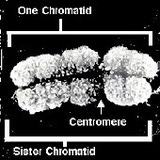 One Chromatid
Centromere
Sister Chromatid